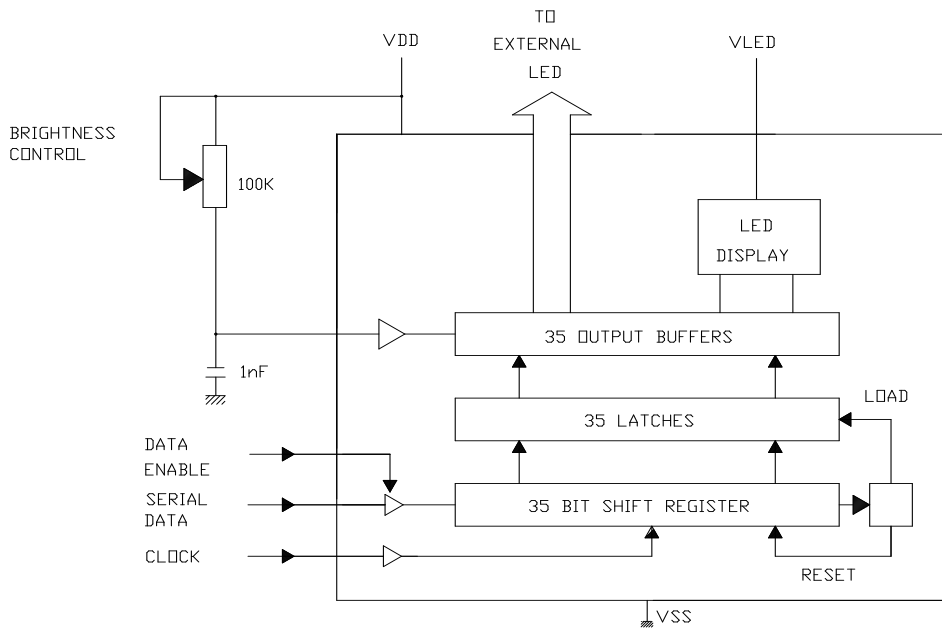 TO
EXTERNAL
LED
VDD
VLED
BRIGHTNESS
CONTROL
100K
LED
DISPLAY
35 OUTPUT BUFFERS
1nF
LOAD
35 LATCHES
DATA
ENABLE
SERIAL
DATA
35 BIT SHIFT REGISTER
CLOCK
RESET
VSS